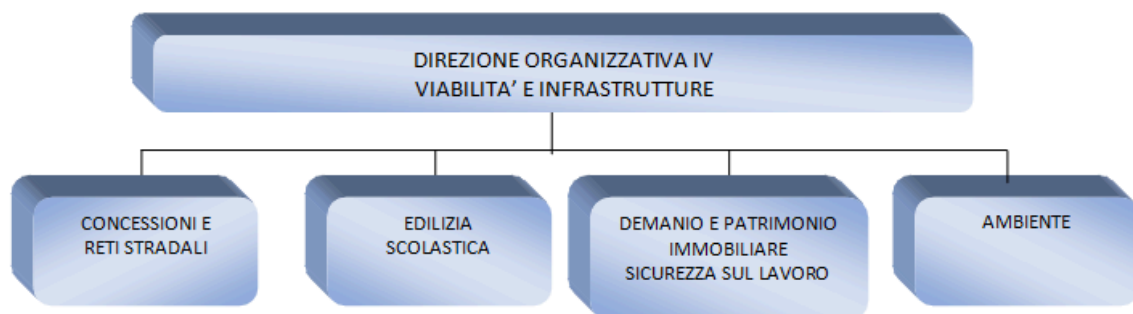 DIREZIONE ORGANIZZATIVA IV
VIABILITA’ E INFRASTRUTTURE
CONCESSIONI E
RETI STRADALI
EDILIZIA
SCOLASTICA
DEMANIO E PATRIMONIO
IMMOBILIARE
SICUREZZA SUL LAVORO
AMBIENTE